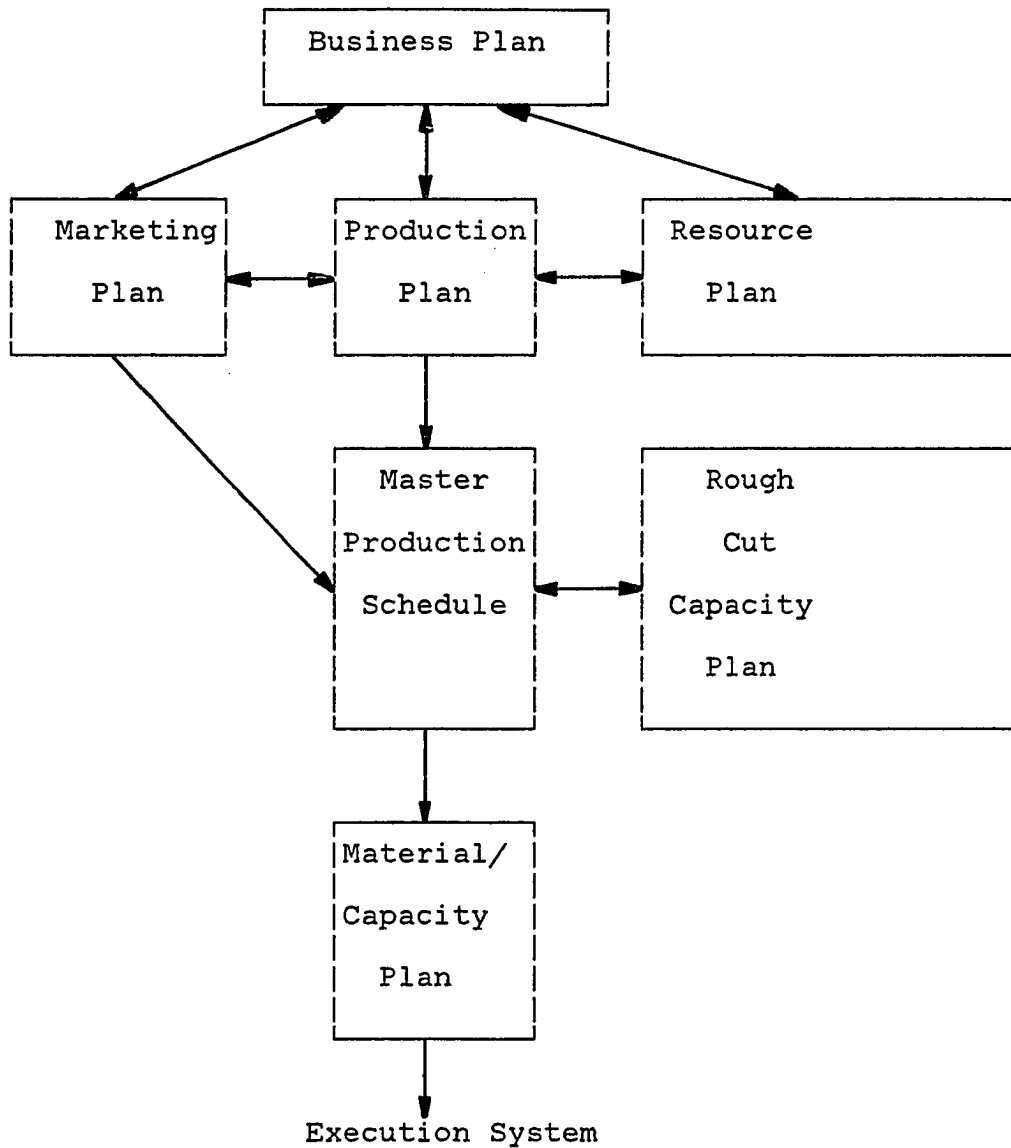 Business Plan
Marketing
Plan
Production
Plan
Resource
Plan
Master
Production
Schedule
Rough
Cut
Capacity
Plan
Material/
Capacity
Plan
Execution System